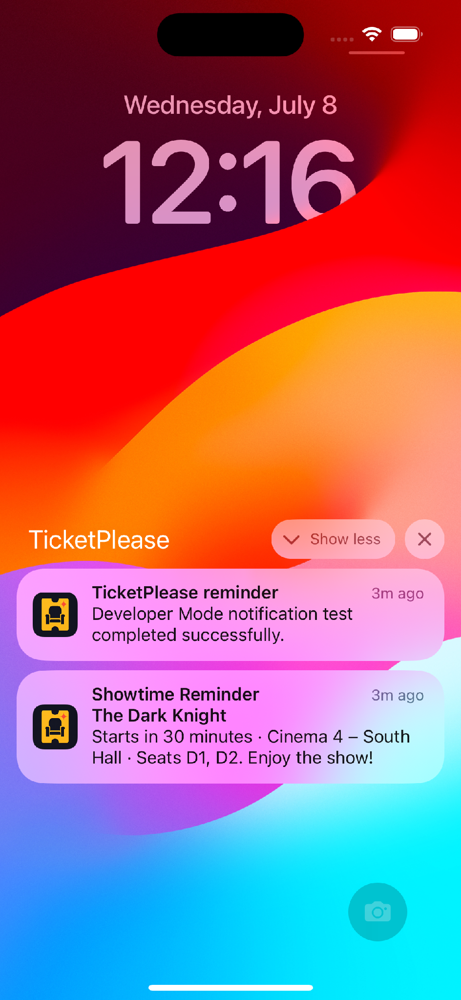 Wednesday, July 8
12:16
TicketPlease
Show less
TicketPlease reminder
3m ago
Developer Mode notification test
completed successfully.
Showtime Reminder
3m ago
The Dark Knight
Starts in 30 minutes · Cinema 4 – South
Hall · Seats D1, D2. Enjoy the show!